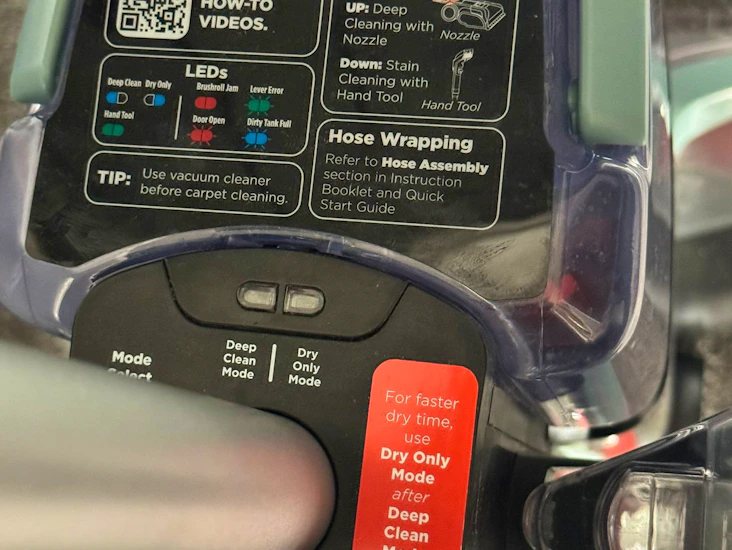 HOW-TO
VIDEOS.
UP: Deep
Cleaning with
Nozzle
Nozzle
Down: Stain
Cleaning with
Hand Tool
Hand Tool
LEDs
Deep Clean Dry Only Brushroll Jam Lever Error
Hand Tool Door Open Dirty Tank Full
TIP: Use vacuum cleaner
before carpet cleaning.
Hose Wrapping
Refer to Hose Assembly
section in Instruction
Booklet and Quick
Start Guide
Mode
Select
Deep
Clean
Mode
Dry
Only
Mode
For faster
dry time,
use
Dry Only
Mode
after
Deep
Clean